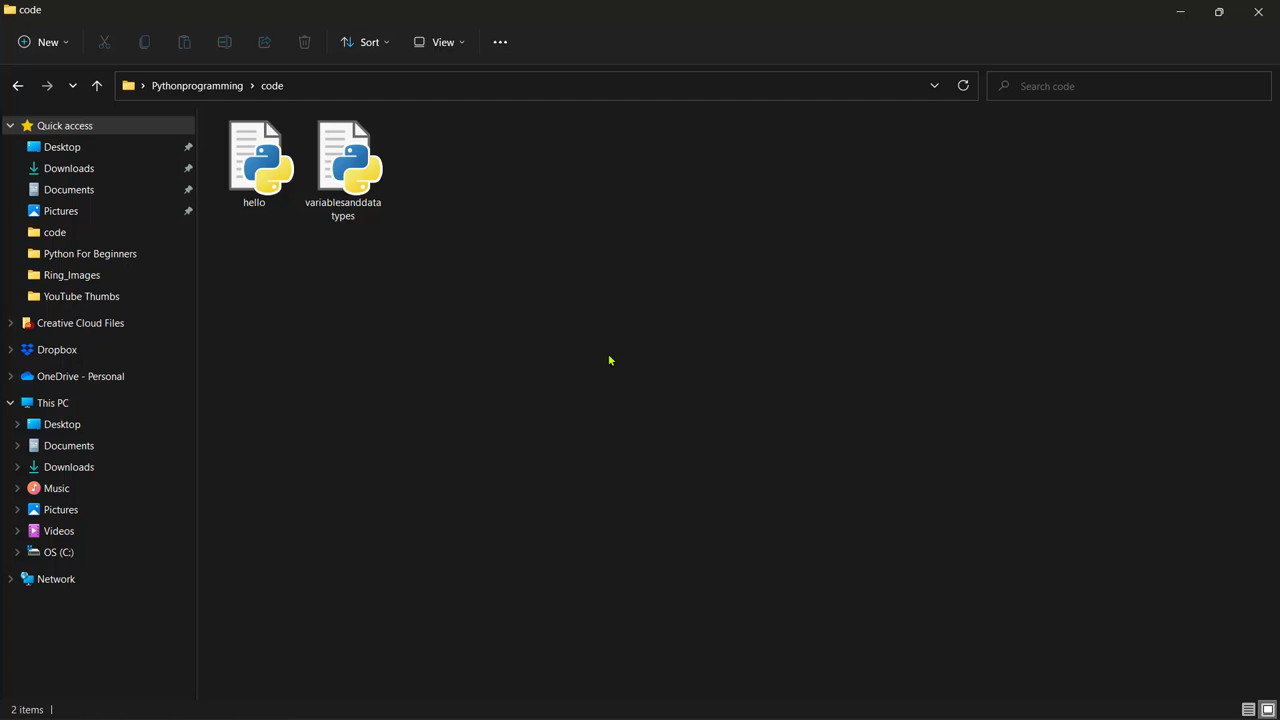 code
New
Sort
View
Pythonprogramming
code
Search code
Quick access
Desktop
Downloads
Documents
Pictures
code
Python For Beginners
Ring_Images
YouTube Thumbs
Creative Cloud Files
Dropbox
OneDrive - Personal
This PC
Desktop
Documents
Downloads
Music
Pictures
Videos
OS (C:)
Network
hello
variablesanddata
types
2 items